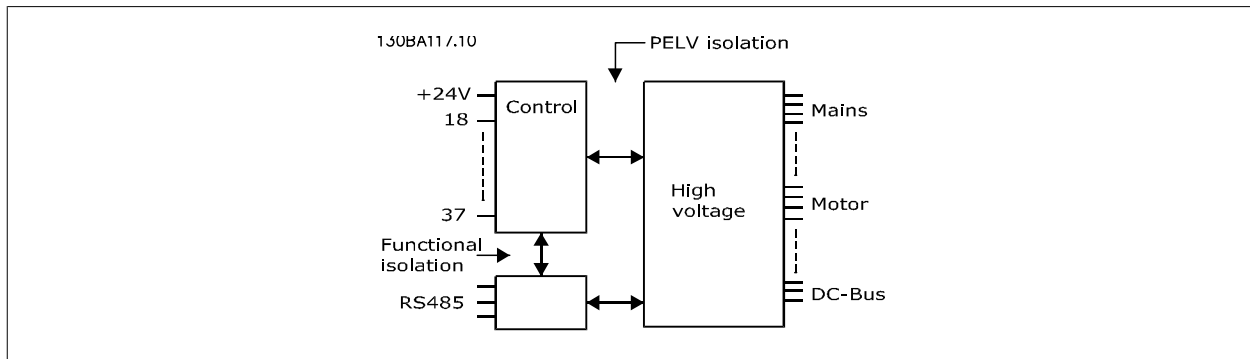 130BA117.10
PELV isolation
+24V
Control
18
37
High
voltage
Mains
Motor
DC-Bus
Functional
isolation
RS485